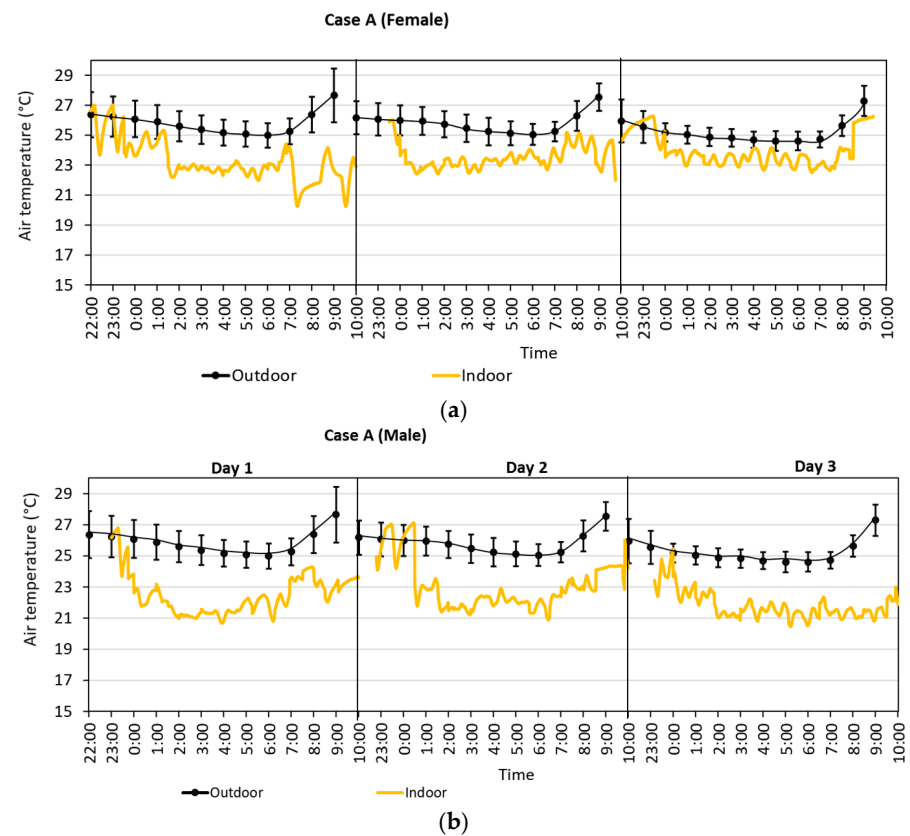 (a)
Case A (Female)
Air temperature (°C)
29
27
25
23
21
19
17
15
22:00 23:00 0:00 1:00 2:00 3:00 4:00 5:00 6:00 7:00 8:00 9:00 10:00 23:00 0:00 1:00 2:00 3:00 4:00 5:00 6:00 7:00 8:00 9:00 10:00 23:00 0:00 1:00 2:00 3:00 4:00 5:00 6:00 7:00 8:00 9:00 10:00
Time
Outdoor Indoor
(a)
Case A (Male)
Day 1 Day 2 Day 3
Air temperature (°C)
29
27
25
23
21
19
17
15
22:00 23:00 0:00 1:00 2:00 3:00 4:00 5:00 6:00 7:00 8:00 9:00 10:00 23:00 0:00 1:00 2:00 3:00 4:00 5:00 6:00 7:00 8:00 9:00 10:00 23:00 0:00 1:00 2:00 3:00 4:00 5:00 6:00 7:00 8:00 9:00 10:00
Time
Outdoor Indoor
(b)